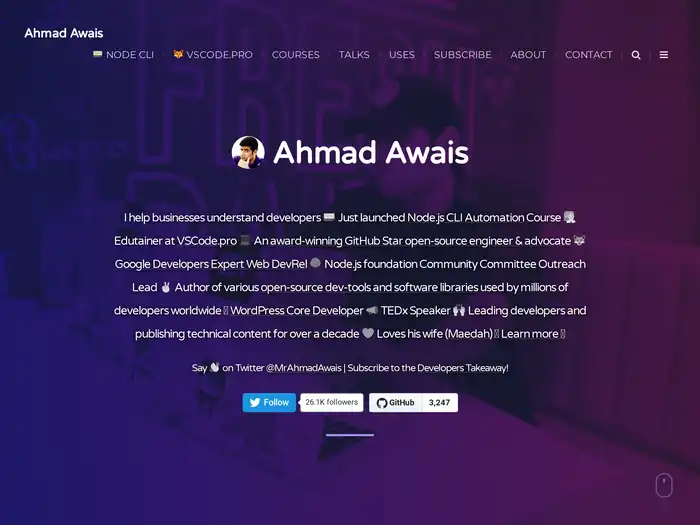 Ahmad Awais
NODE CLI
VSCODE.PRO
COURSES
TALKS
USES
SUBSCRIBE
ABOUT
CONTACT
Ahmad Awais
I help businesses understand developers Just launched Node.js CLI Automation Course
Edutainer at VSCode.pro An award-winning GitHub Star open-source engineer & advocate
Google Developers Expert Web DevRel Node.js foundation Community Committee Outreach
Lead ✌ Author of various open-source dev-tools and software libraries used by millions of
developers worldwide WordPress Core Developer 📣 TEDx Speaker 🙌 Leading developers and
publishing technical content for over a decade Loves his wife (Maedah) Learn more
Say 👋 on Twitter @MrAhmadAwais | Subscribe to the Developers Takeaway!
Follow
26.1K followers
GitHub
3,247